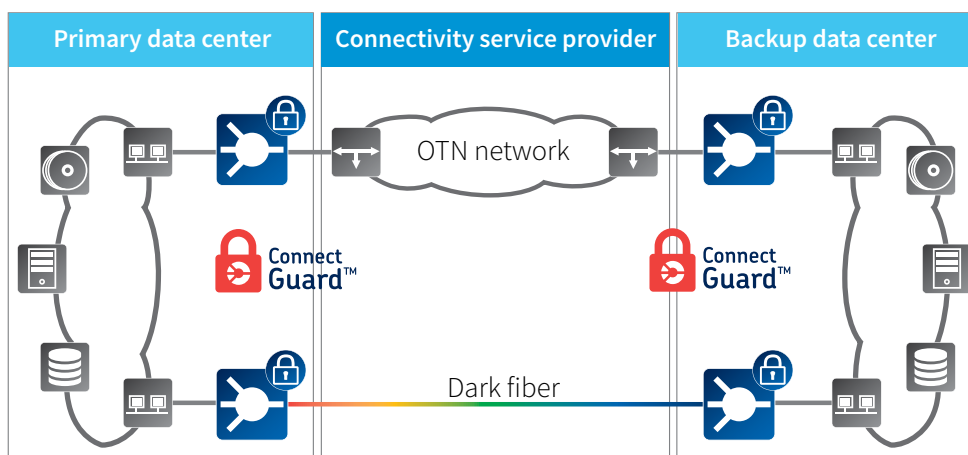 Primary data center
Connectivity service provider
Backup data center
OTN network
Connect
Guard™
Connect
Guard™
Dark fiber